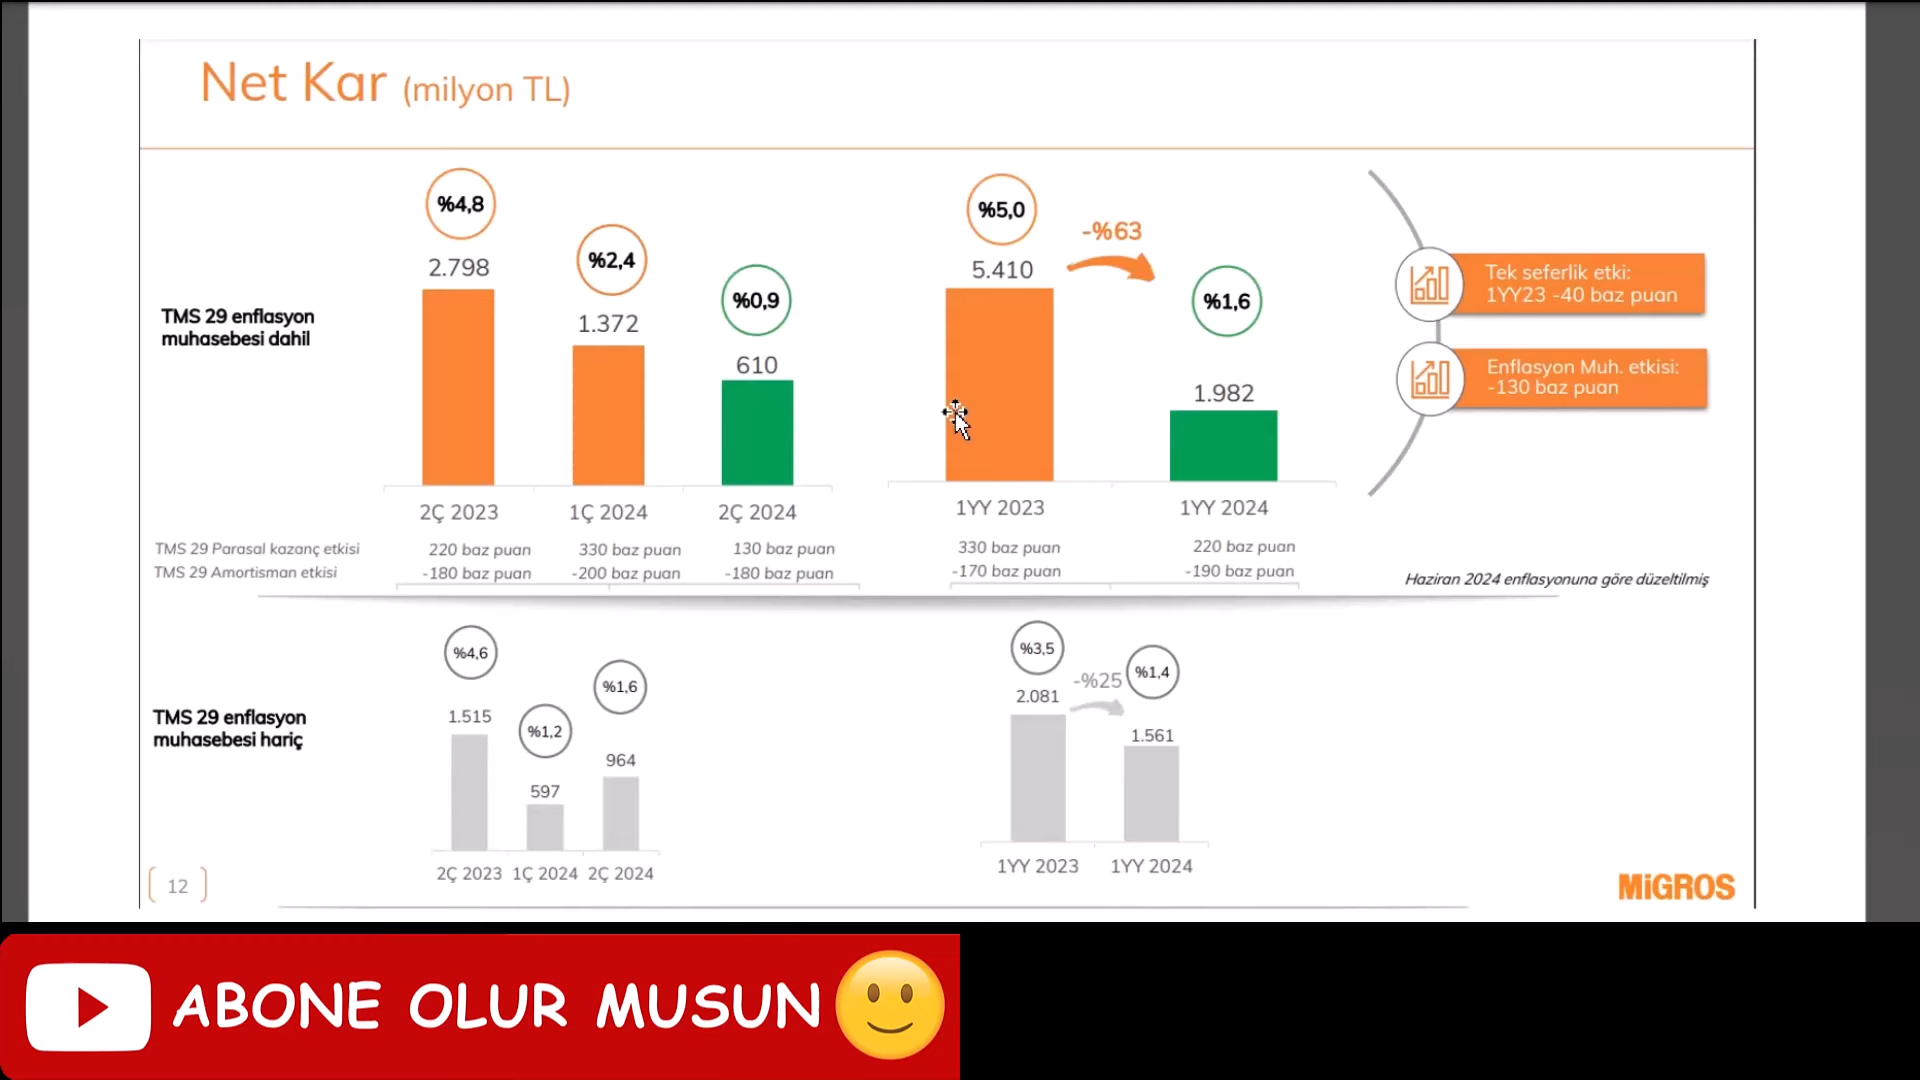 Net Kar (milyon TL)
TMS 29 enflasyon
muhasebesi dahil
%4,8
2.798
%2,4
1.372
%0,9
610
2Ç 2023
1Ç 2024
2Ç 2024
%5,0
5.410
-%63
%1,6
1.982
1YY 2023
1YY 2024
Tek seferlik etki:
1YY23 -40 baz puan
Enflasyon Muh. etkisi:
-130 baz puan
TMS 29 Parasal kazanç etkisi 220 baz puan 330 baz puan 130 baz puan 330 baz puan 220 baz puan
TMS 29 Amortisman etkisi -180 baz puan -200 baz puan -180 baz puan -170 baz puan -190 baz puan
Haziran 2024 enflasyonuna göre düzeltilmiş
TMS 29 enflasyon
muhasebesi hariç
%4,6
1.515
%1,2
597
%1,6
964
2Ç 2023 1Ç 2024 2Ç 2024
%3,5
2.081
-%25
%1,4
1.561
1YY 2023 1YY 2024
12
MiGROS
ABONE OLUR MUSUN